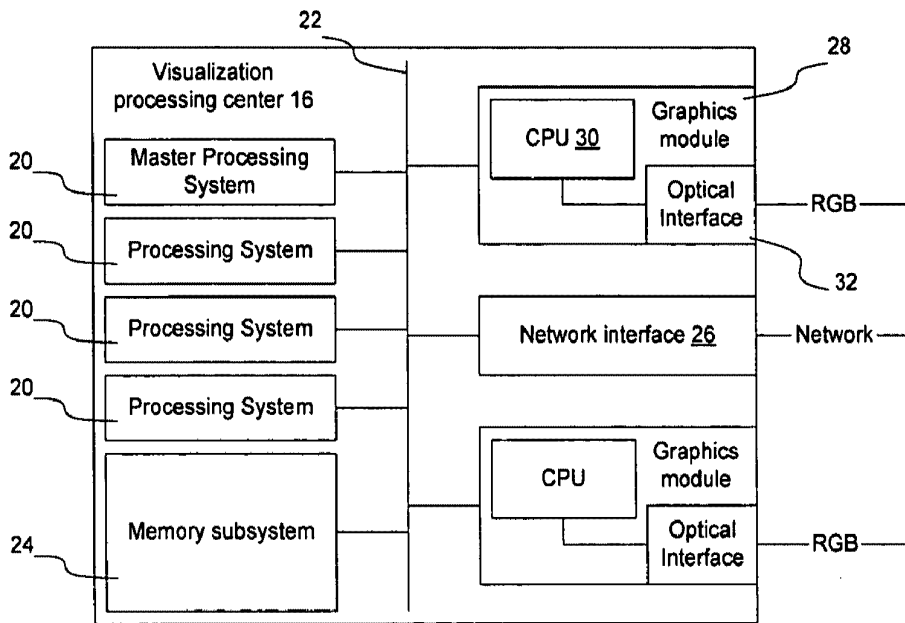 22
28
Visualization
processing center 16
Graphics
module
CPU 30
20
Master Processing
System
Optical
Interface
RGB
20
Processing System
32
20
Processing System
Network interface 26
Network
20
Processing System
Graphics
module
CPU
24
Memory subsystem
Optical
Interface
RGB